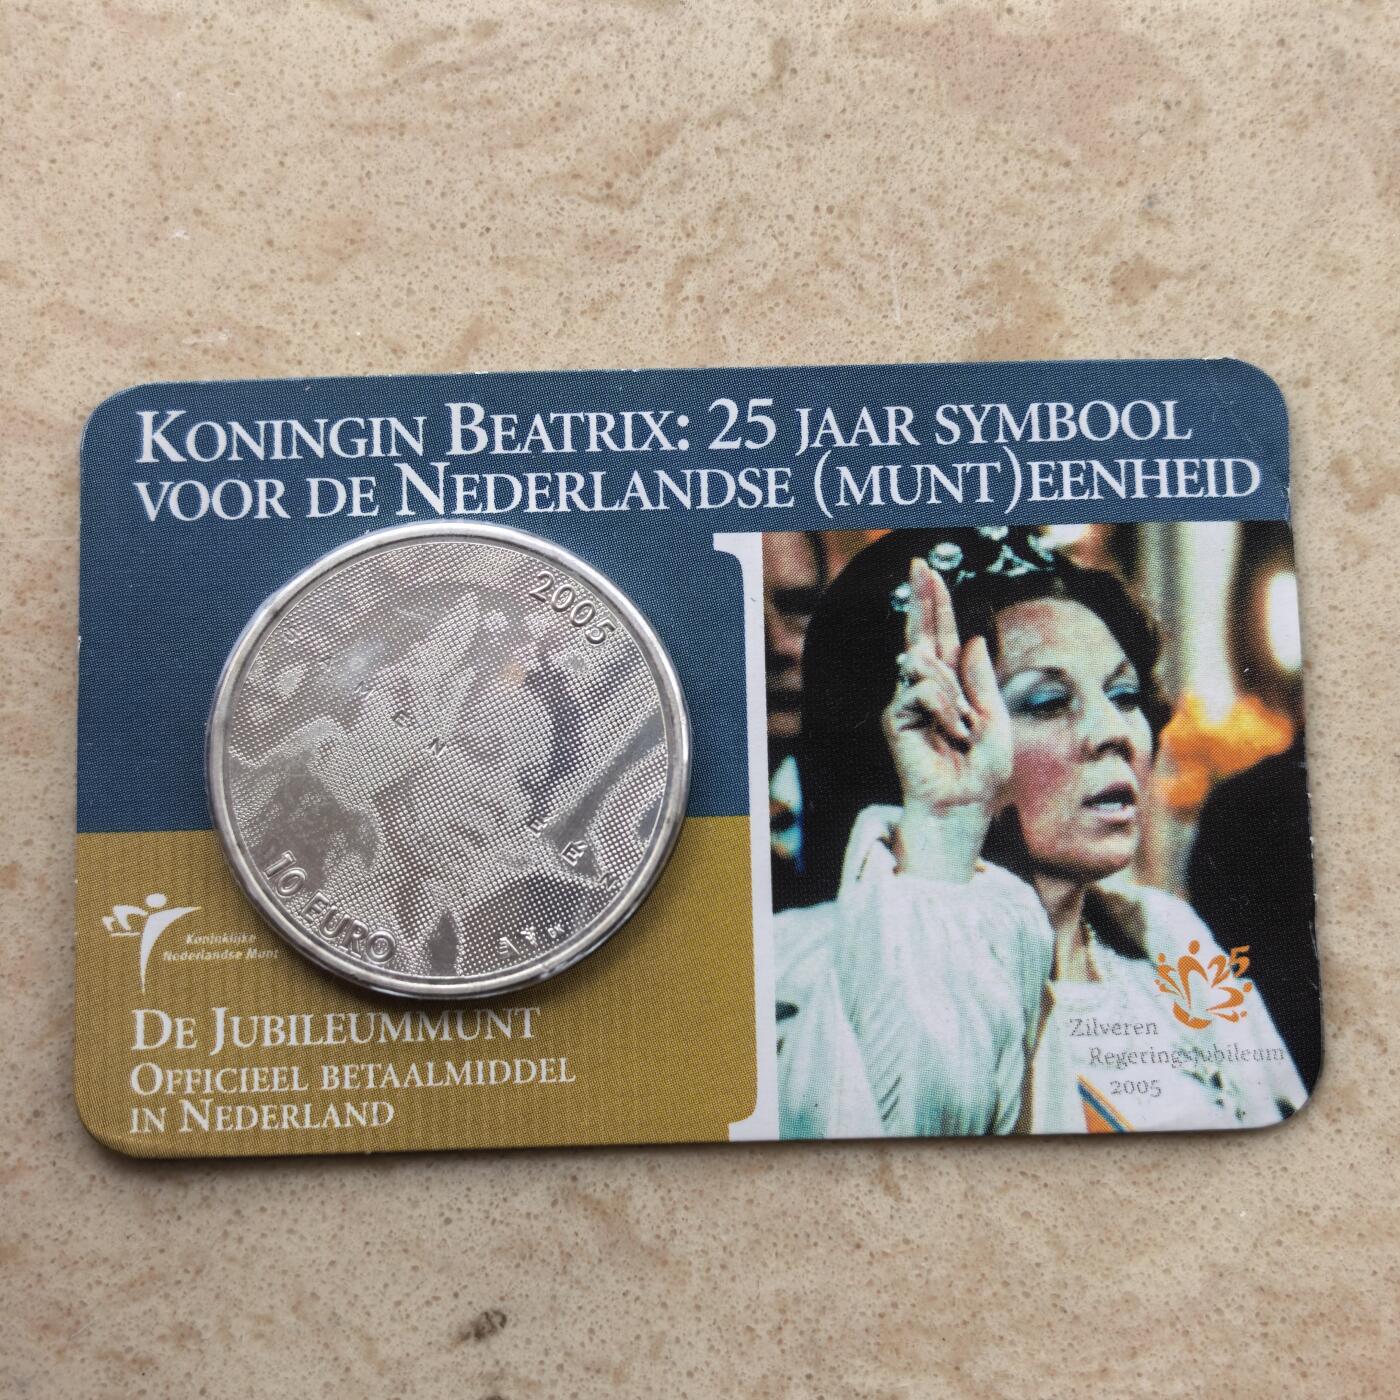 KONINGIN BEATRIX: 25 JAAR SYMBOOL
VOOR DE NEDERLANDSE (MUNT)EENHEID
2005
10 EURO
Koninklijke
Nederlandse Munt
DE JUBILEUMMUNT
OFFICIEEL BETAALMIDDEL
IN NEDERLAND
25
Zilveren
Regeringsjubileum
2005